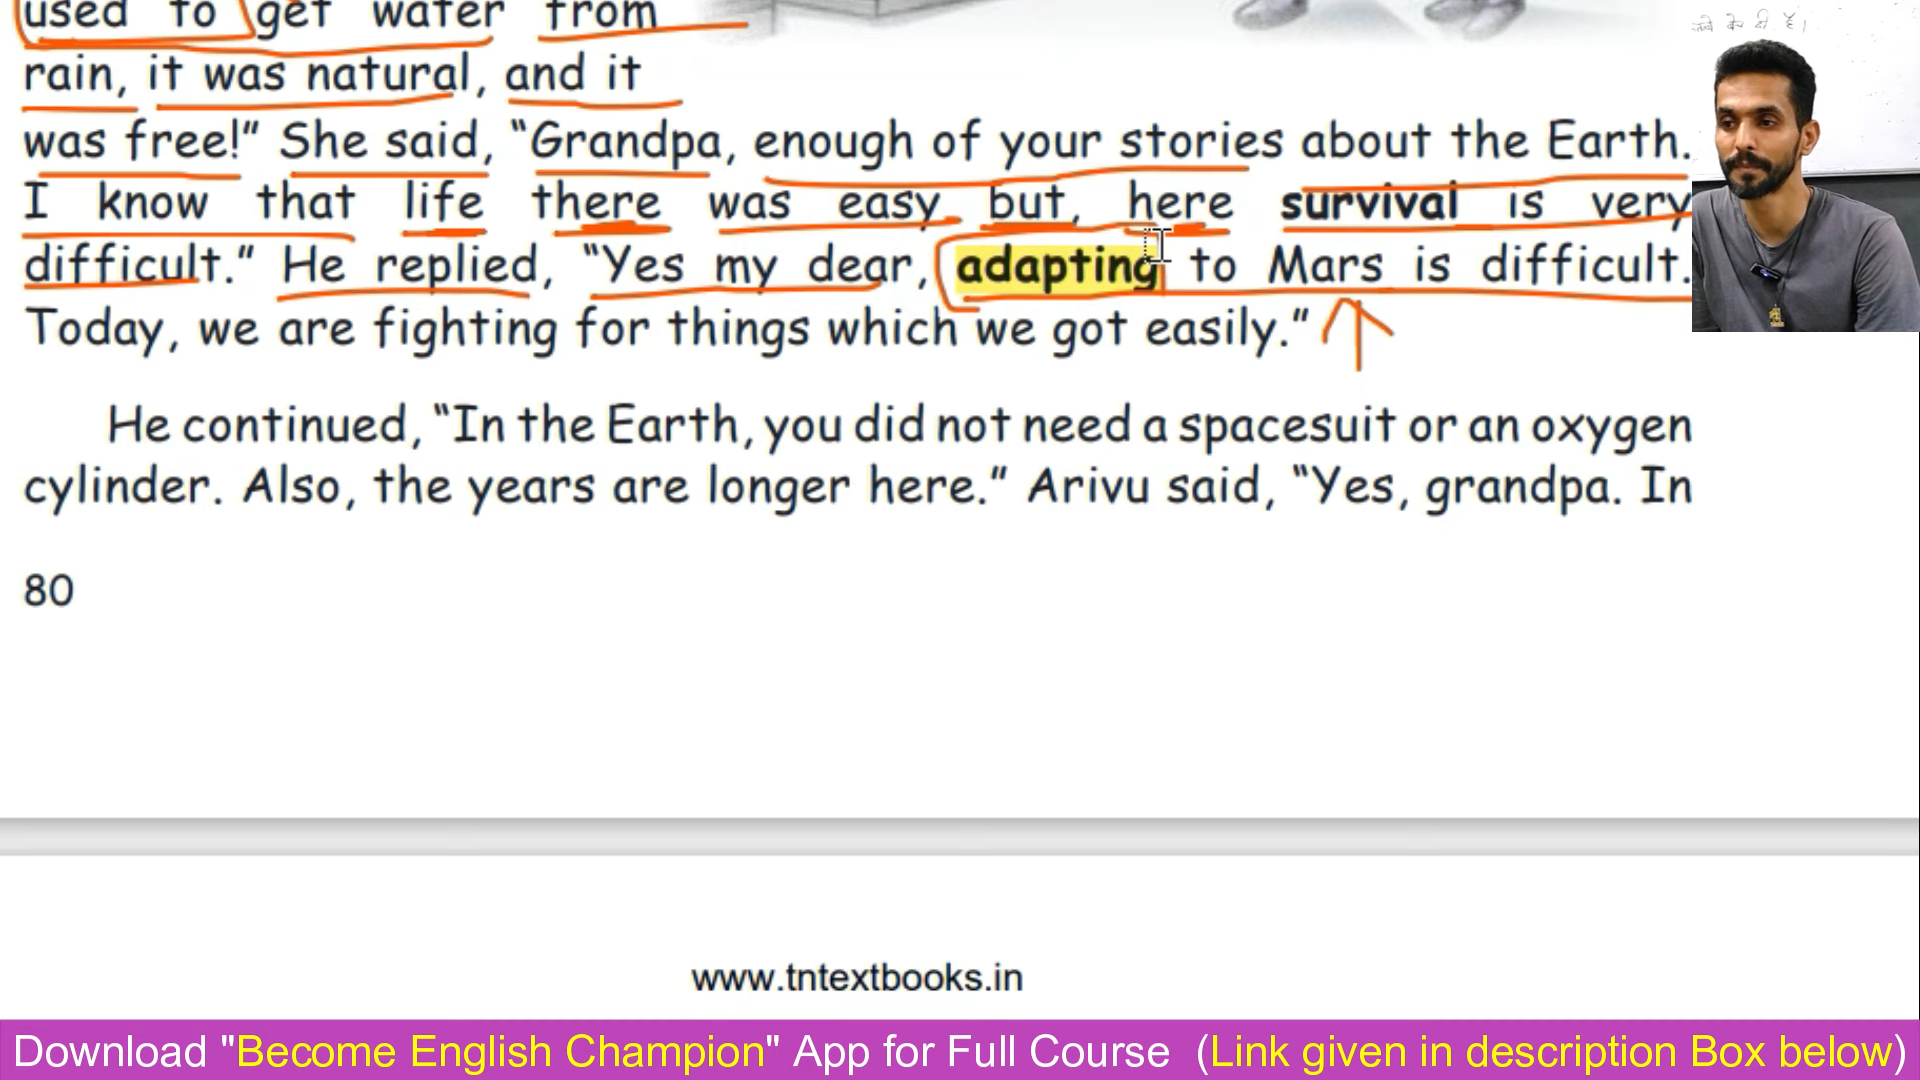 used to get water from
rain, it was natural, and it
was free!” She said, “Grandpa, enough of your stories about the Earth.
I know that life there was easy but, here survival is very
difficult.” He replied, “Yes my dear, adapting to Mars is difficult.
Today, we are fighting for things which we got easily.”
He continued, “In the Earth, you did not need a spacesuit or an oxygen
cylinder. Also, the years are longer here.” Arivu said, “Yes, grandpa. In
80
www.tntextbooks.in
Download "Become English Champion" App for Full Course (Link given in description Box below)